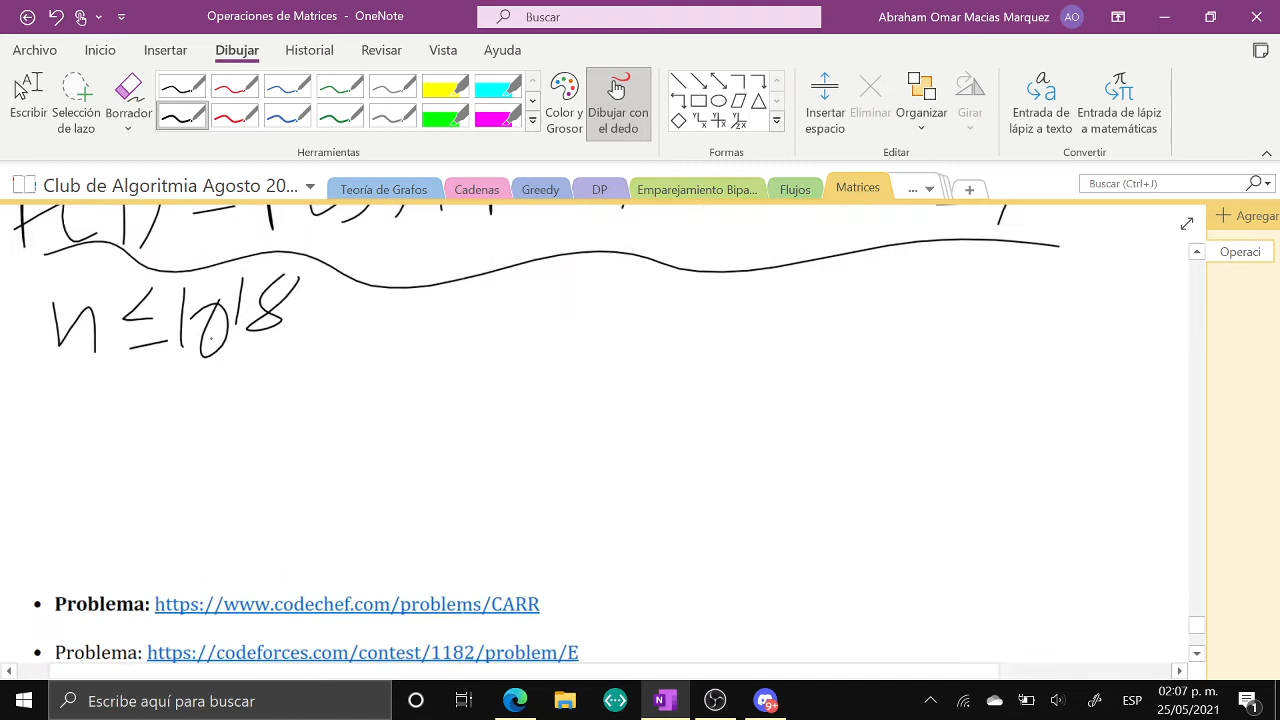 Operaciones de Matrices - OneNote
Buscar
Abraham Omar Macias Marquez
AO
Archivo Inicio Insertar Dibujar Historial Revisar Vista Ayuda
Escribir
Selección de lazo
Borrador
Color y Grosor
Dibujar con el dedo
Insertar espacio
Eliminar
Organizar
Girar
Entrada de lápiz a texto
Entrada de lápiz a matemáticas
Herramientas
Formas
Editar
Convertir
Club de Algoritmia Agosto 20...
Teoría de Grafos
Cadenas
Greedy
DP
Emparejamiento Bipa...
Flujos
Matrices
...
Buscar (Ctrl+J)
Agregar
Operaci
n ≤ 10^18
• Problema: https://www.codechef.com/problems/CARR
• Problema: https://codeforces.com/contest/1182/problem/E
Escribe aquí para buscar
9+
ESP
02:07 p. m.
25/05/2021
1